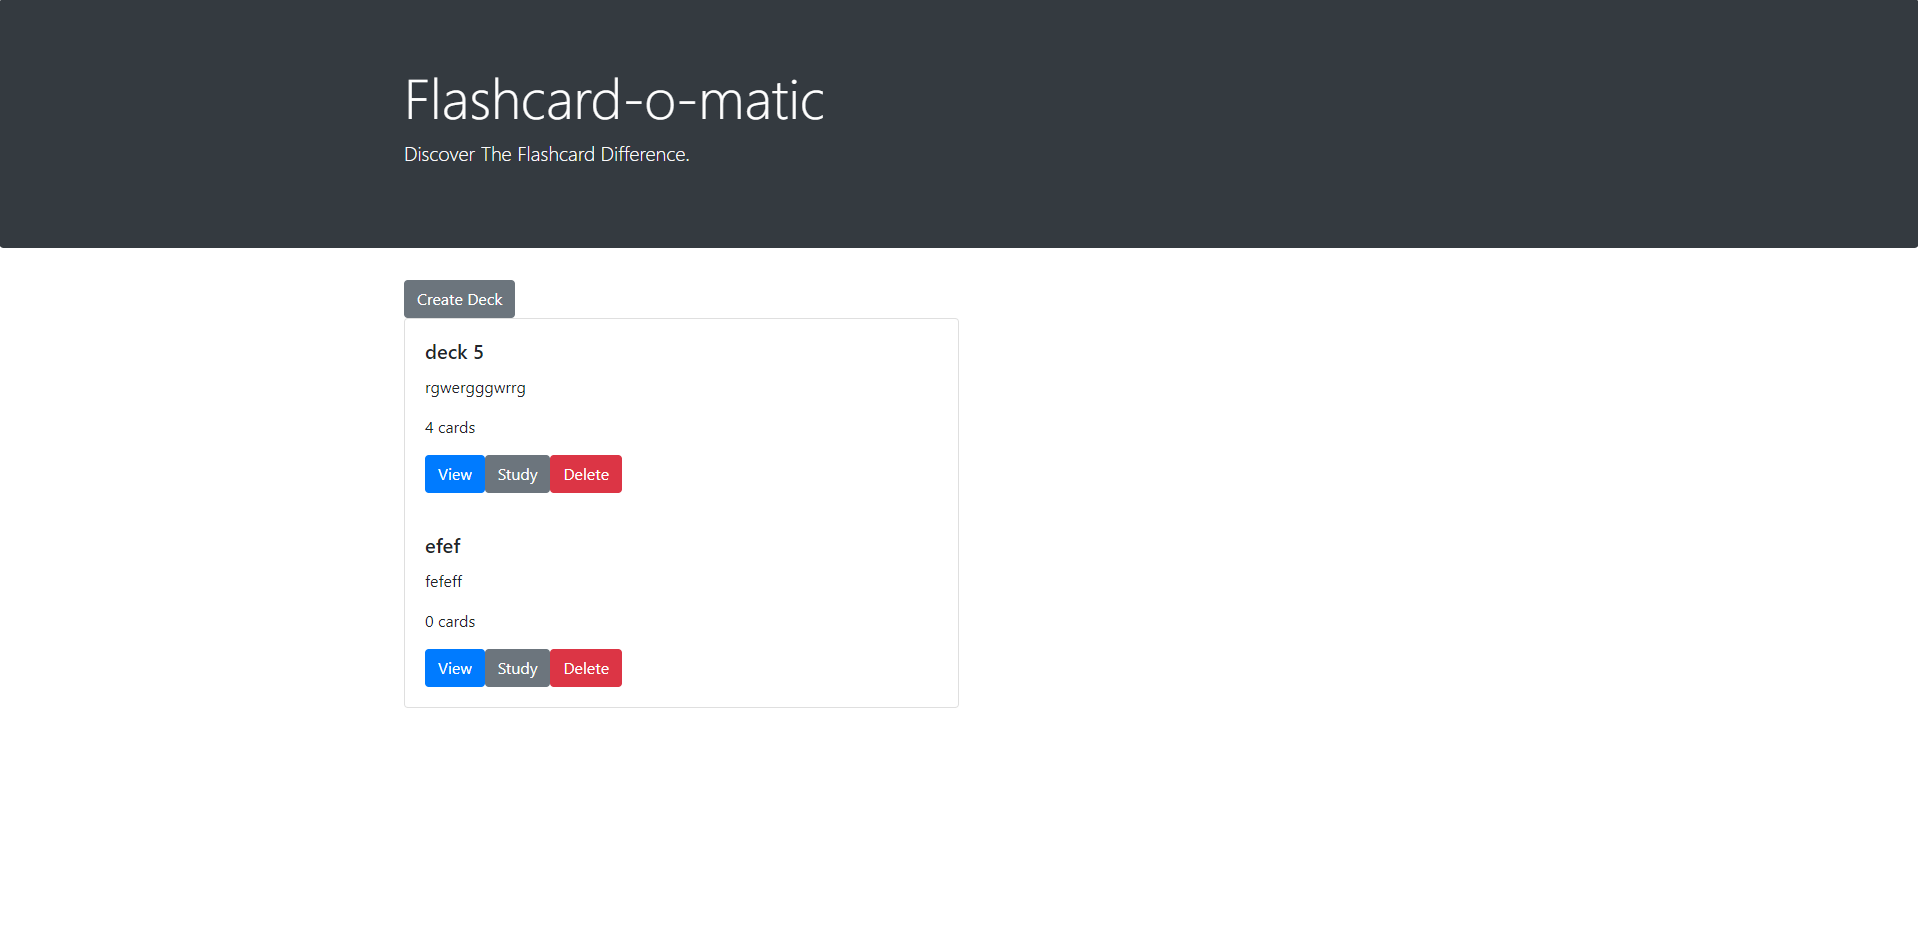 Flashcard-o-matic
Discover The Flashcard Difference.
Create Deck
deck 5
rgwergggwrrg
4 cards
View Study Delete
efef
fefeff
0 cards
View Study Delete